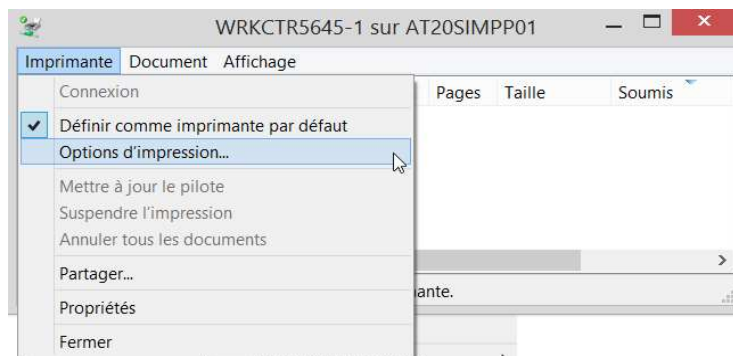 WRKCTR5645-1 sur AT20SIMPP01
Imprimante Document Affichage
Connexion
Pages Taille Soumis
Définir comme imprimante par défaut
Options d'impression...
Mettre à jour le pilote
Suspendre l'impression
Annuler tous les documents
Partager...
ante.
Propriétés
Fermer